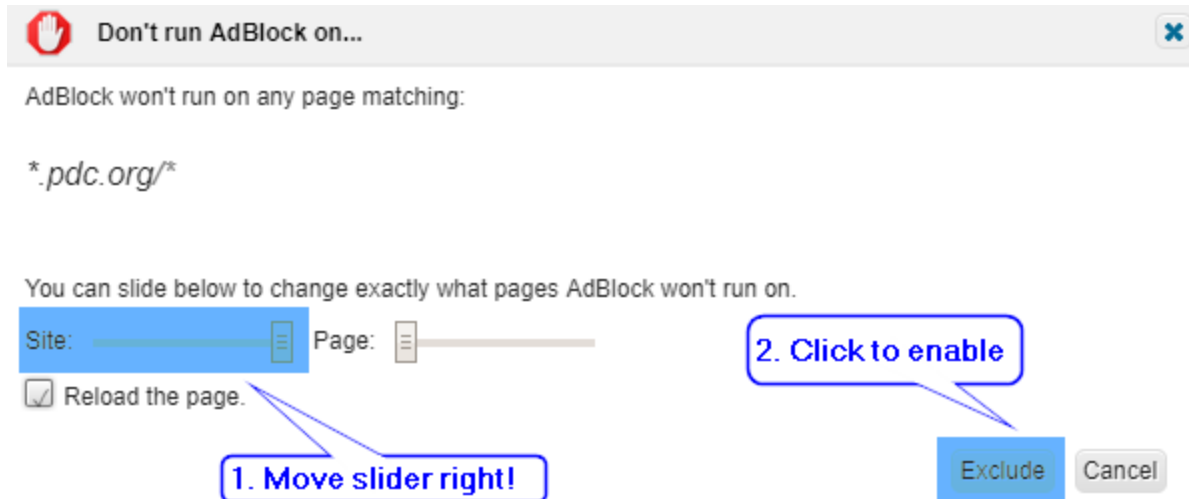 Don't run AdBlock on...
AdBlock won't run on any page matching:
*.pdc.org/*
You can slide below to change exactly what pages AdBlock won't run on.
Site: Page:
2. Click to enable
Reload the page.
1. Move slider right!
Exclude Cancel